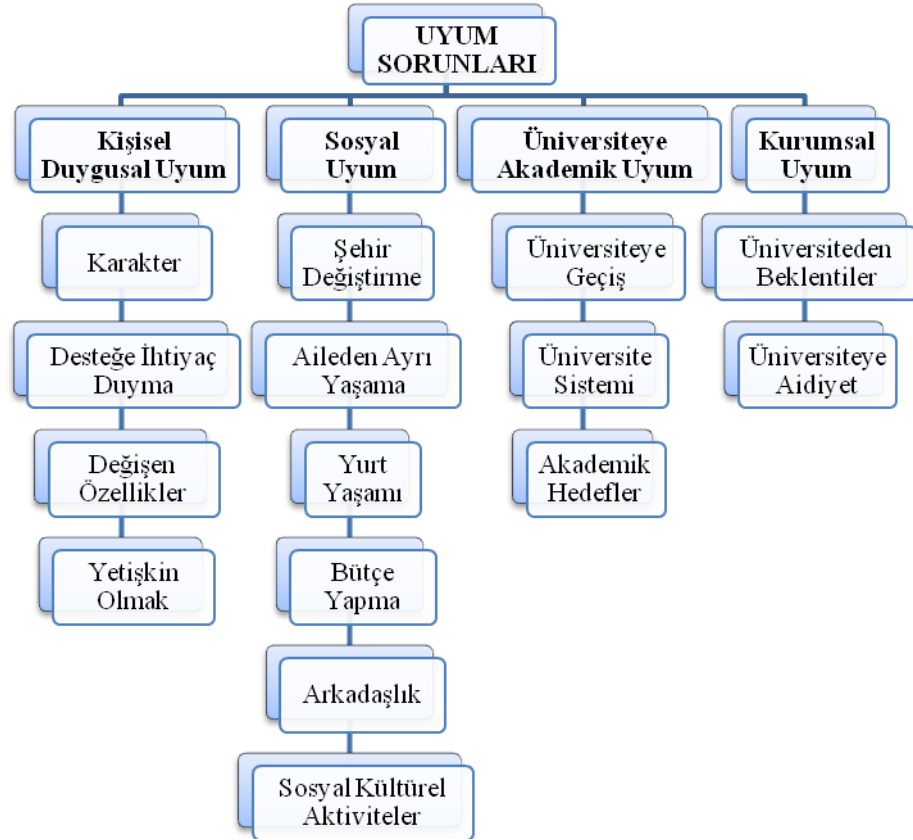 UYUM
SORUNLARI
Kişisel
Duygusal Uyum
Sosyal
Uyum
Üniversiteye
Akademik Uyum
Kurumsal
Uyum
Karakter
Şehir
Değiştirme
Üniversiteye
Geçiş
Üniversiteden
Beklentiler
Desteğe İhtiyaç
Duyma
Aileden Ayrı
Yaşama
Üniversite
Sistemi
Üniversiteye
Aidiyet
Değişen
Özellikler
Yurt
Yaşamı
Akademik
Hedefler
Yetişkin
Olmak
Bütçe
Yapma
Arkadaşlık
Sosyal Kültürel
Aktiviteler